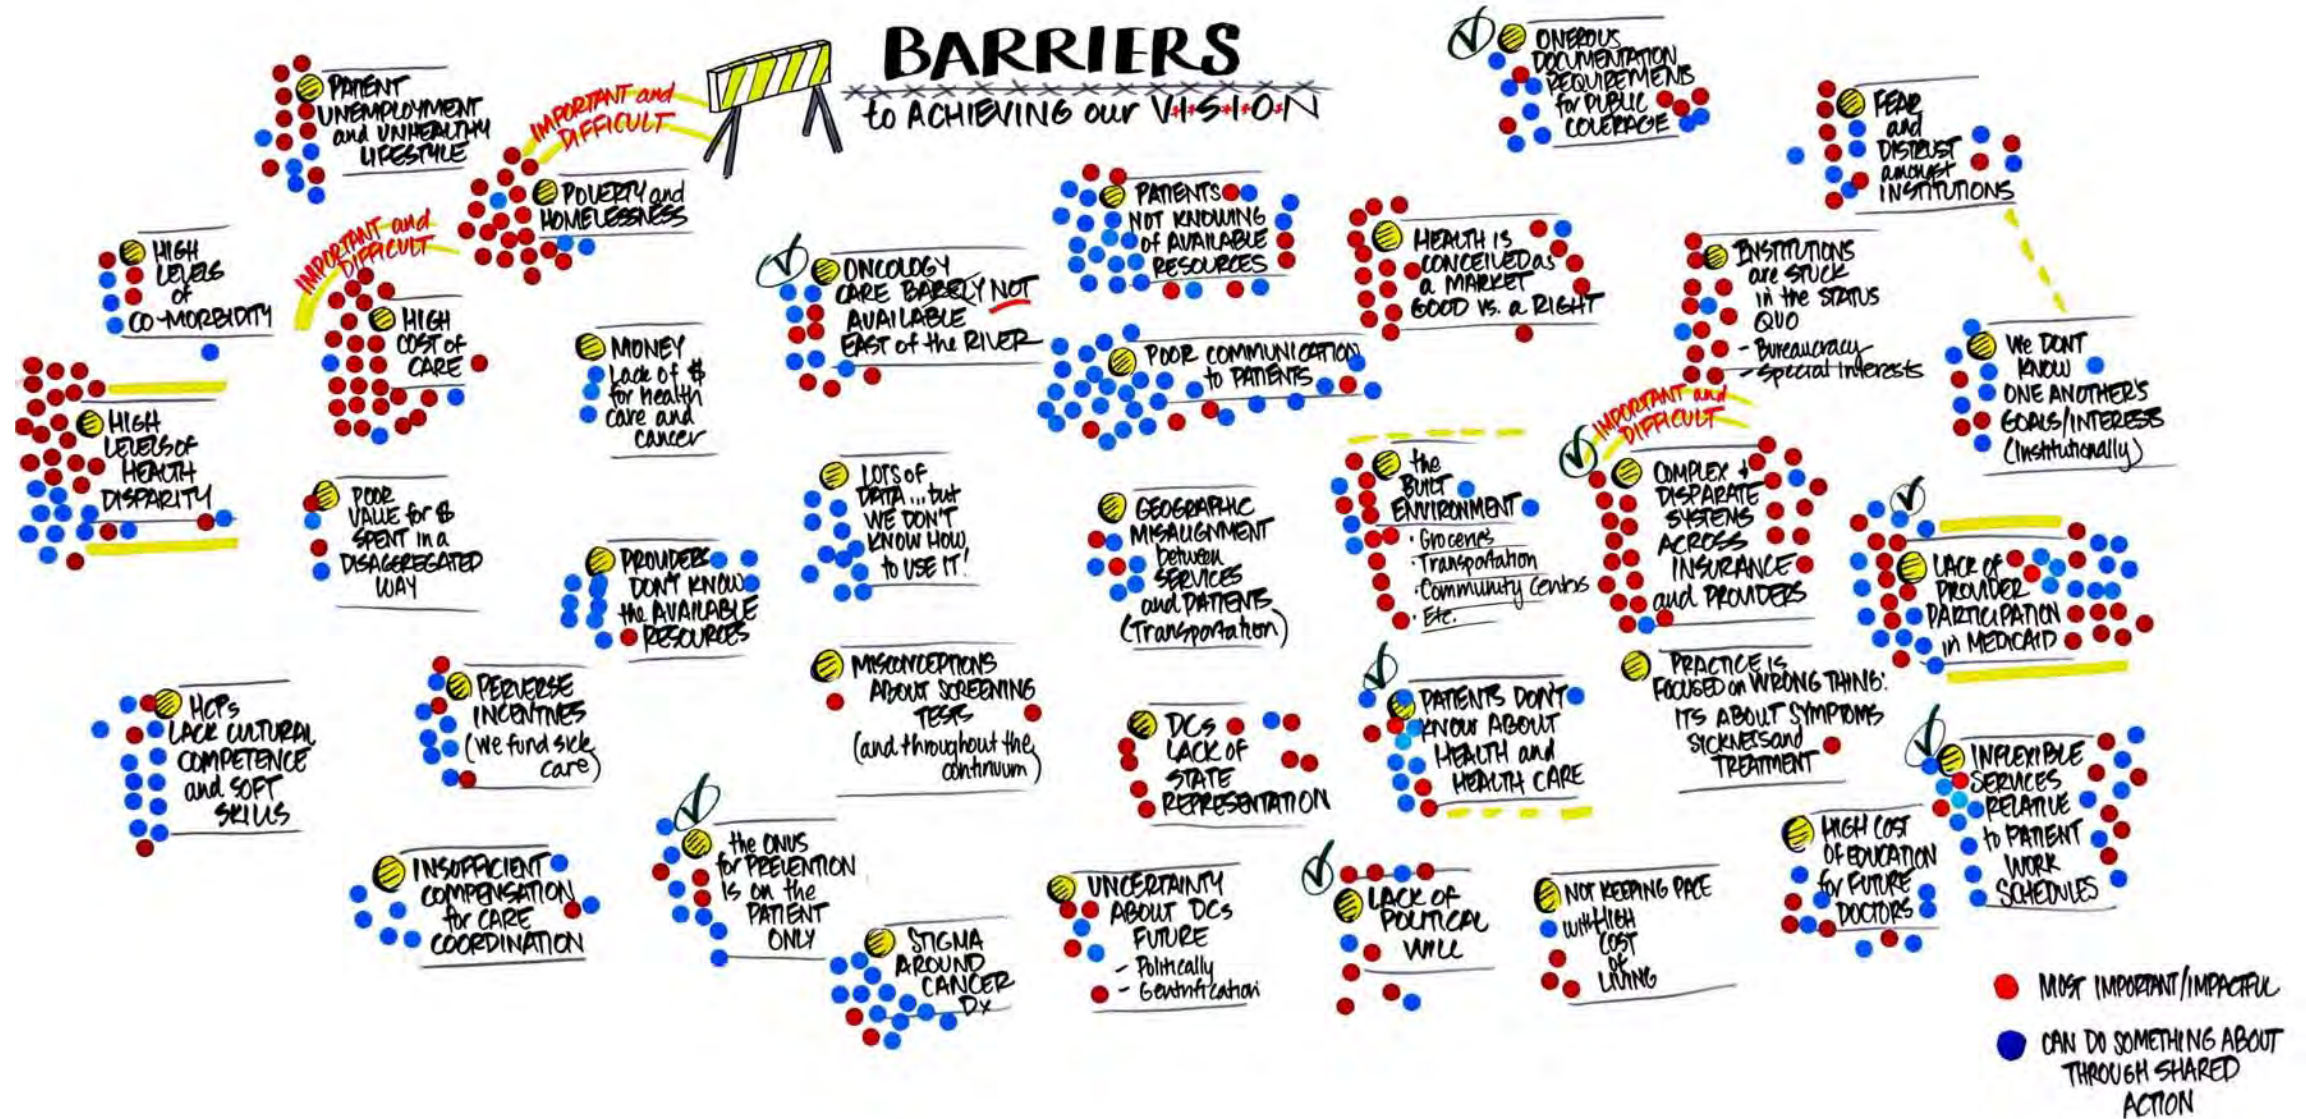 BARRIERS
to ACHIEVING our V·I·S·I·O·N
PATIENT
UNEMPLOYMENT
and UNHEALTHY
LIFESTYLE
IMPORTANT and
DIFFICULT
POVERTY and
HOMELESSNESS
HIGH
LEVELS
of
CO-MORBIDITY
IMPORTANT and
DIFFICULT
HIGH
COST of
CARE
HIGH
LEVELS OF
HEALTH
DISPARITY
POOR
VALUE for $
SPENT in a
DISAGGREGATED
WAY
MONEY
Lack of $
for health
care and
cancer
ONCOLOGY
CARE BARELY NOT
AVAILABLE
EAST of the RIVER
PATIENTS
NOT KNOWING
of AVAILABLE
RESOURCES
POOR COMMUNICATION
to PATIENTS
ONEROUS
DOCUMENTATION
REQUIREMENTS
for PUBLIC
COVERAGE
FEAR
and
DISTRUST
amongst
INSTITUTIONS
HEALTH IS
CONCEIVED as
a MARKET
GOOD VS. a RIGHT
INSTITUTIONS
are STUCK
in the STATUS
QUO
- Bureaucracy
- Special interests
We DON'T
KNOW
ONE ANOTHER'S
GOALS/INTEREST
(Institutionally)
PROVIDERS
DON'T KNOW
the AVAILABLE
RESOURCES
LOTS OF
DATA...but
WE DON'T
KNOW HOW
to USE IT!
GEOGRAPHIC
MISALIGNMENT
between
SERVICES
and PATIENTS
(Transportation)
the
BUILT
ENVIRONMENT
· Groceries
· Transportation
· Community Centers
· Etc.
IMPORTANT and
DIFFICULT
COMPLEX +
DISPARATE
SYSTEMS
ACROSS
INSURANCE
and PROVIDERS
LACK OF
PROVIDER
PARTICIPATION
in MEDICAID
HCPs
LACK CULTURAL
COMPETENCE
and SOFT
SKILLS
PERVERSE
INCENTIVES
(we fund sick
care)
MISCONCEPTIONS
ABOUT SCREENING
TESTS
(and throughout the
continuum)
DCs
LACK OF
STATE
REPRESENTATION
PATIENTS DON'T
KNOW ABOUT
HEALTH and
HEALTH CARE
PRACTICE IS
FOCUSED on WRONG THING:
ITS ABOUT SYMPTOMS
SICKNESS and
TREATMENT
INFLEXIBLE
SERVICES
RELATIVE
to PATIENT
WORK
SCHEDULES
INSUFFICIENT
COMPENSATION
for CARE
COORDINATION
the ONUS
for PREVENTION
IS on the
PATIENT
ONLY
STIGMA
AROUND
CANCER
Dx
UNCERTAINTY
ABOUT DCs
FUTURE
- Politically
- Gentrification
LACK OF
POLITICAL
WILL
NOT KEEPING PACE
with HIGH
COST
OF
LIVING
HIGH COST
OF EDUCATION
for FUTURE
DOCTORS
MOST IMPORTANT/IMPACTFUL
CAN DO SOMETHING ABOUT
THROUGH SHARED
ACTION